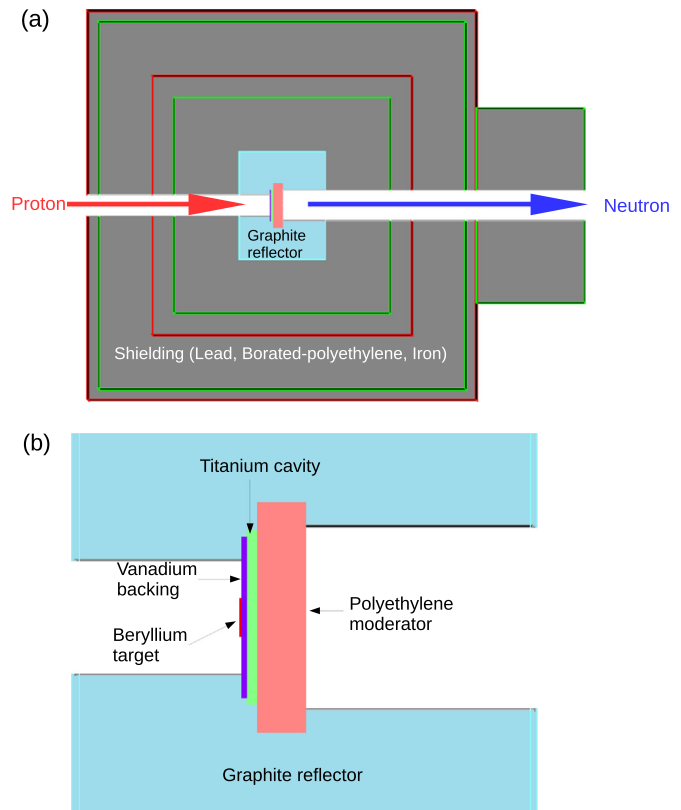 (a)
Proton
Neutron
Graphite
reflector
Shielding (Lead, Borated-polyethylene, Iron)
(b)
Titanium cavity
Vanadium
backing
Polyethylene
moderator
Beryllium
target
Graphite reflector